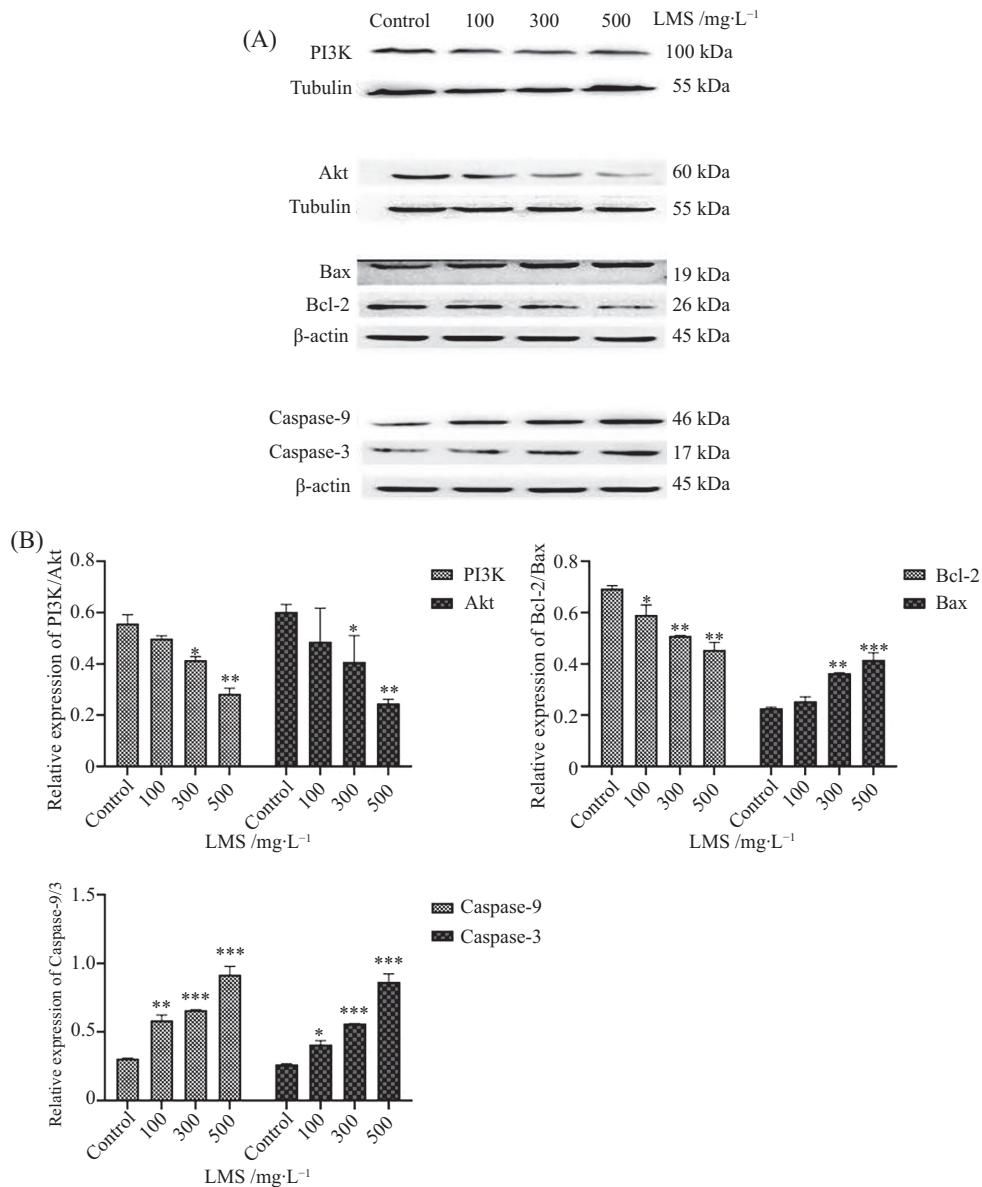 Control 100 300 500 LMS /mg·L⁻¹
(A)
PI3K 100 kDa
Tubulin 55 kDa
Akt 60 kDa
Tubulin 55 kDa
Bax 19 kDa
Bcl-2 26 kDa
β-actin 45 kDa
Caspase-9 46 kDa
Caspase-3 17 kDa
β-actin 45 kDa
(B)
Relative expression of PI3K/Akt
0.8
0.6
0.4
0.2
0
PI3K
Akt
* ** * **
Control 100 300 500 Control 100 300 500
LMS /mg·L⁻¹
Relative expression of Bcl-2/Bax
0.8
0.6
0.4
0.2
0
Bcl-2
Bax
* ** ** ** ***
Control 100 300 500 Control 100 300 500
LMS /mg·L⁻¹
Relative expression of Caspase-9/3
1.5
1.0
0.5
0
Caspase-9
Caspase-3
** *** *** * *** ***
Control 100 300 500 Control 100 300 500
LMS /mg·L⁻¹